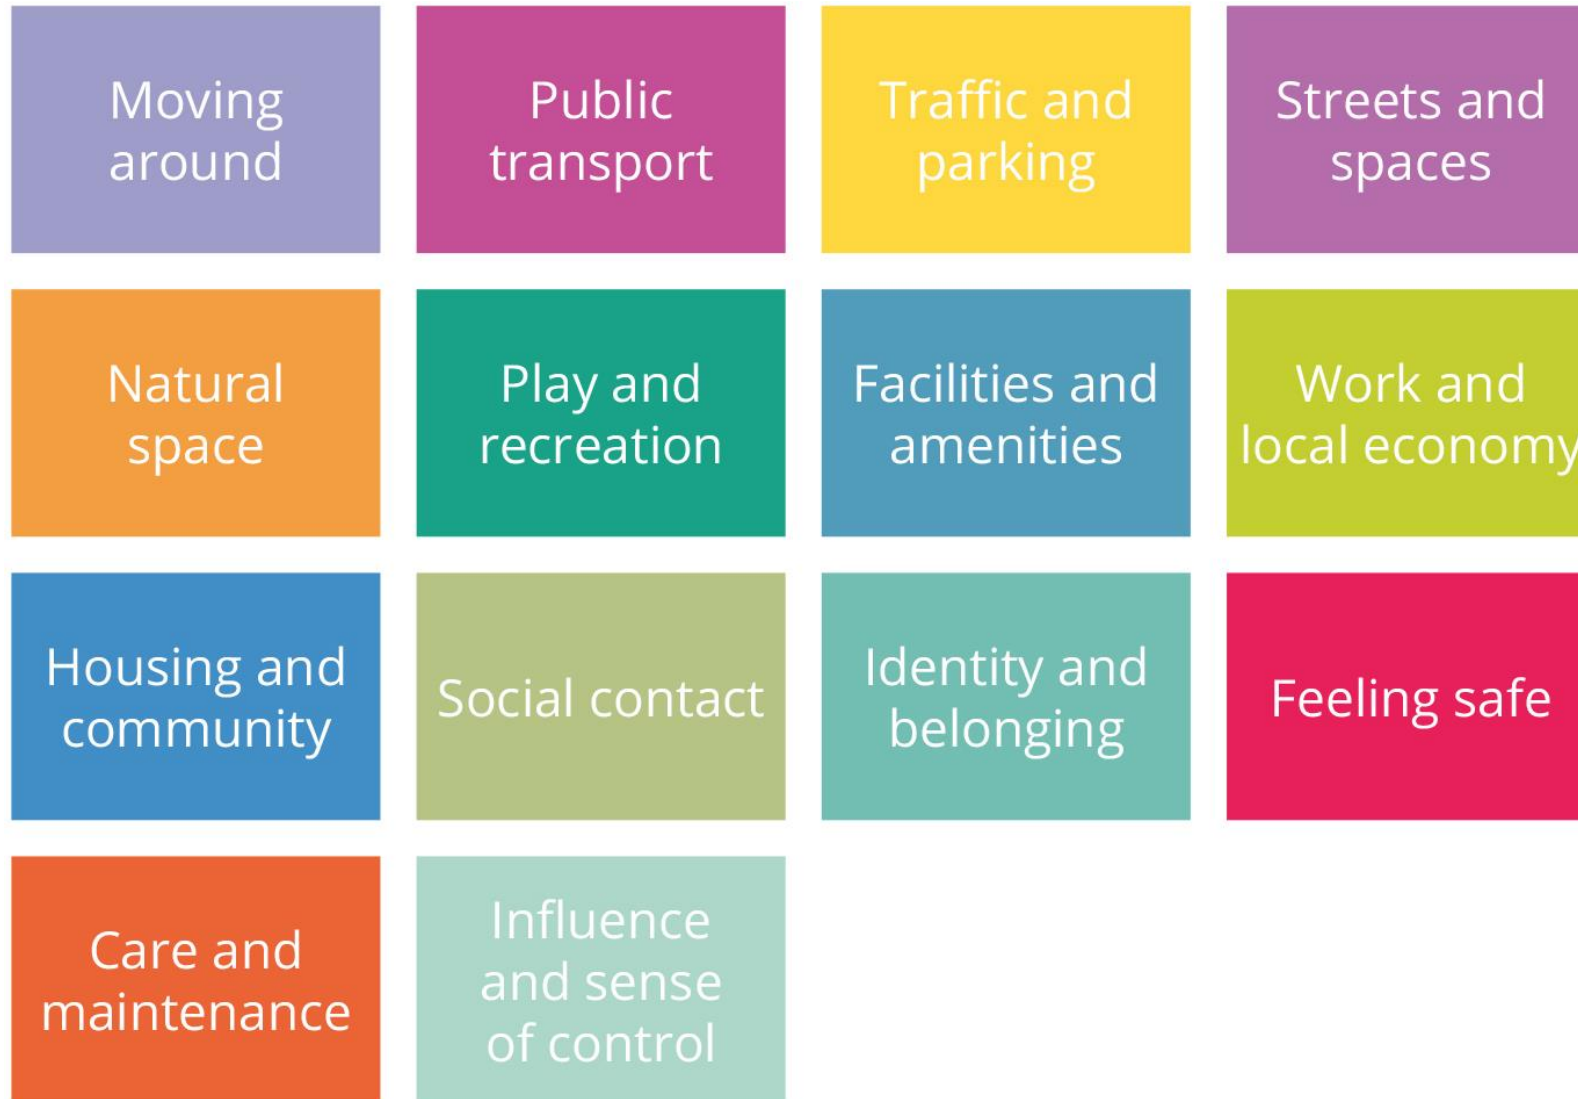 Moving
around
Public
transport
Traffic and
parking
Streets and
spaces
Natural
space
Play and
recreation
Facilities and
amenities
Work and
local economy
Housing and
community
Social contact
Identity and
belonging
Feeling safe
Care and
maintenance
Influence
and sense
of control